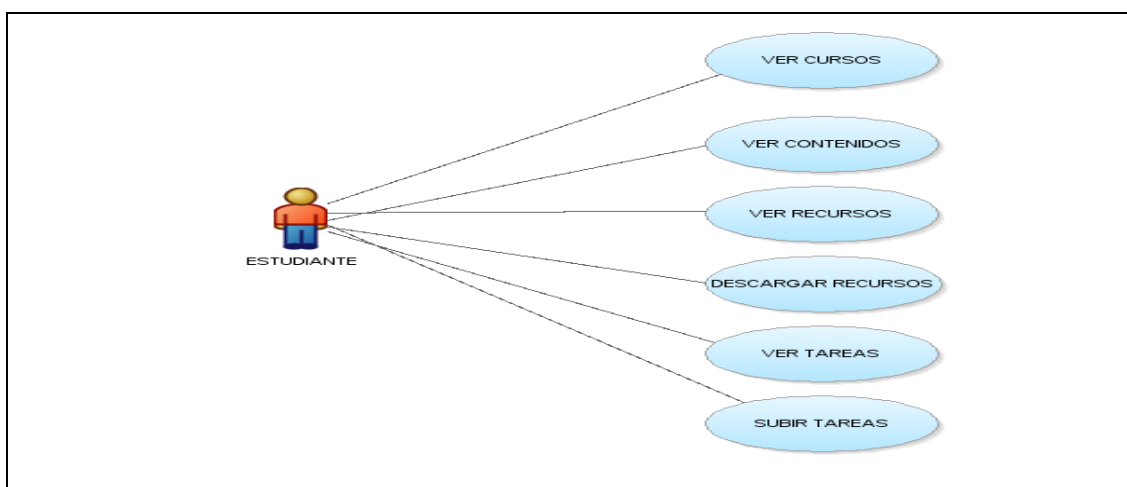 VER CURSOS
VER CONTENIDOS
VER RECURSOS
ESTUDIANTE
DESCARGAR RECURSOS
VER TAREAS
SUBIR TAREAS